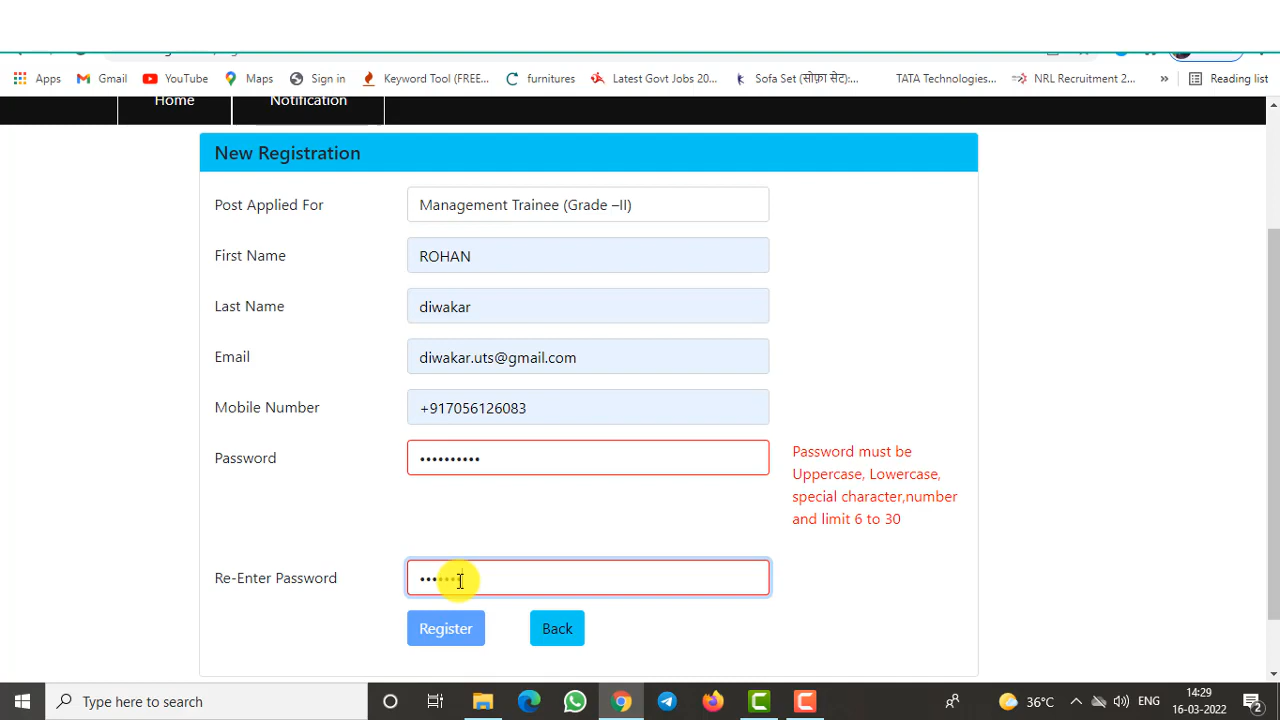 Apps Gmail YouTube Maps Sign in Keyword Tool (FREE... furnitures Latest Govt Jobs 20... Sofa Set (सोफ़ा सेट):... TATA Technologies... NRL Recruitment 2... » Reading list
Home Notification
New Registration
Post Applied For Management Trainee (Grade –II)
First Name ROHAN
Last Name diwakar
Email diwakar.uts@gmail.com
Mobile Number +917056126083
Password ••••••••••
Password must be
Uppercase, Lowercase,
special character,number
and limit 6 to 30
Re-Enter Password
Register Back
Type here to search 36°C ENG 14:29
16-03-2022 2